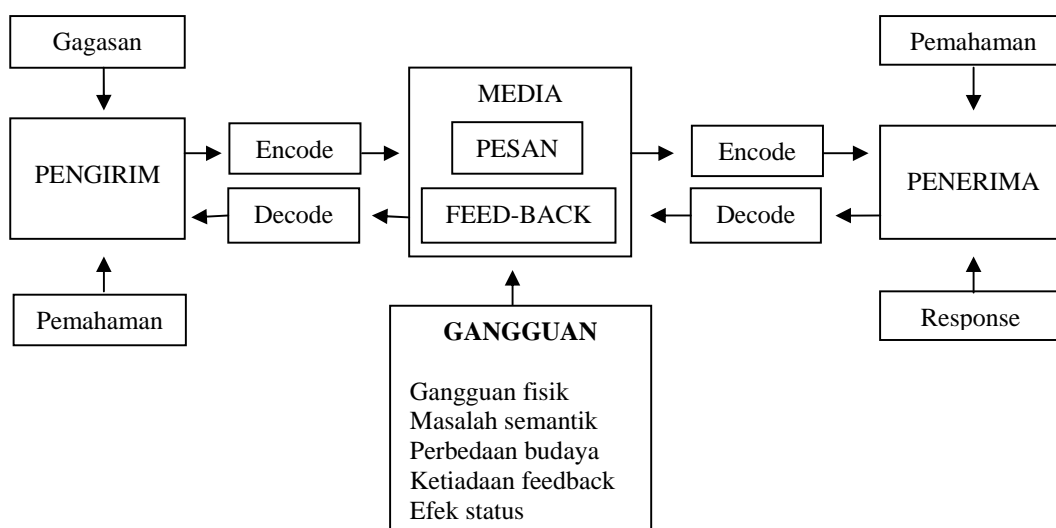 Gagasan
Pemahaman
MEDIA
PESAN
FEED-BACK
PENGIRIM
Encode
Decode
Encode
Decode
PENERIMA
Pemahaman
Response
GANGGUAN
Gangguan fisik
Masalah semantik
Perbedaan budaya
Ketiadaan feedback
Efek status